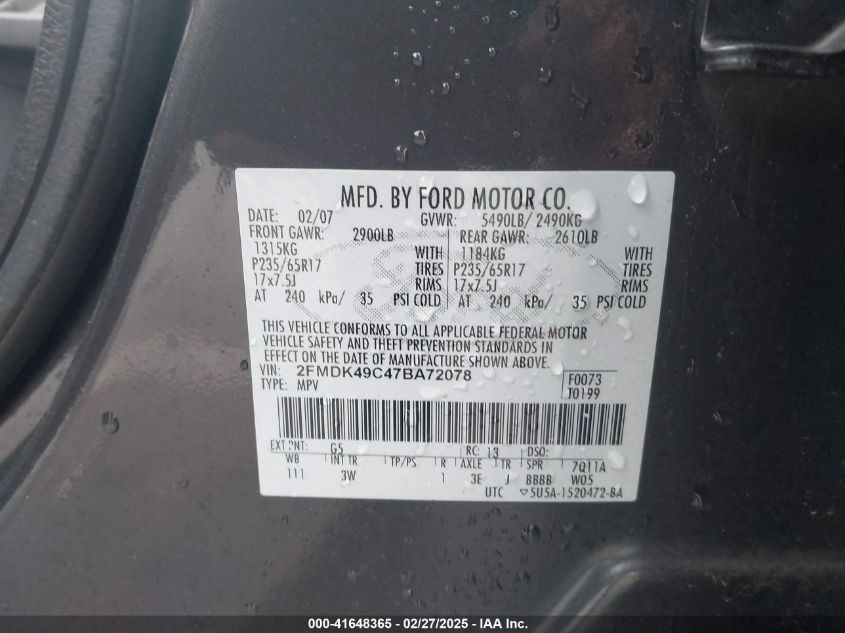 MFD. BY FORD MOTOR CO.
DATE: 02/07 GVWR: 5490LB/ 2490KG
FRONT GAWR: 2900LB REAR GAWR: 2610LB
1315KG WITH 1184KG WITH
P235/65R17 TIRES P235/65R17 TIRES
17x7.5J RIMS 17x7.5J RIMS
AT 240 kPa/ 35 PSI COLD AT 240 kPa/ 35 PSI COLD
THIS VEHICLE CONFORMS TO ALL APPLICABLE FEDERAL MOTOR
VEHICLE SAFETY AND THEFT PREVENTION STANDARDS IN
EFFECT ON THE DATE OF MANUFACTURE SHOWN ABOVE.
VIN: 2FMDK49C47BA72078 F0073
TYPE: MPV T0199
EXT PNT: G5 RC: 13 DSO:
WB INT TR TP/PS R AXLE TR SPR 7Q11A
111 3W 1 3E J BBBB W05
UTC ▽5U5A-1520472-BA
000-41648365 - 02/27/2025 - IAA Inc.